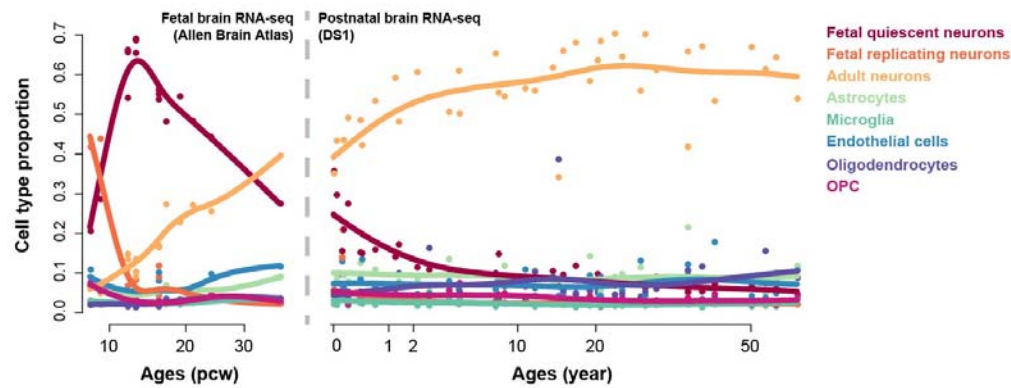 Fetal brain RNA-seq
(Allen Brain Atlas)
Postnatal brain RNA-seq
(DS1)
Cell type proportion
0.7
0.6
0.5
0.4
0.3
0.2
0.1
0.0
10 20 30
Ages (pcw)
0 1 2 10 20 50
Ages (year)
Fetal quiescent neurons
Fetal replicating neurons
Adult neurons
Astrocytes
Microglia
Endothelial cells
Oligodendrocytes
OPC